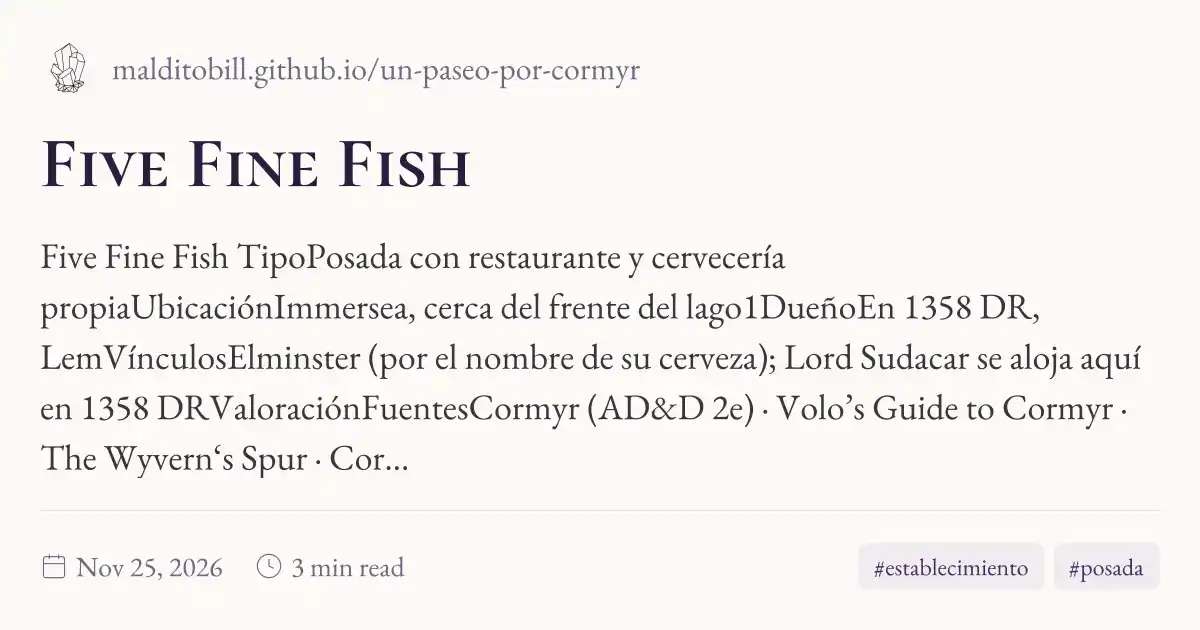 malditobill.github.io/un-paseo-por-cormyr
Five Fine Fish
Five Fine Fish TipoPosada con restaurante y cervecería
propiaUbicaciónImmersea, cerca del frente del lago1DueñoEn 1358 DR,
LemVínculosElminster (por el nombre de su cerveza); Lord Sudacar se aloja aquí
en 1358 DRValoraciónFuentesCormyr (AD&D 2e) · Volo’s Guide to Cormyr ·
The Wyvern‘s Spur · Cor...
Nov 25, 2026 3 min read #establecimiento #posada